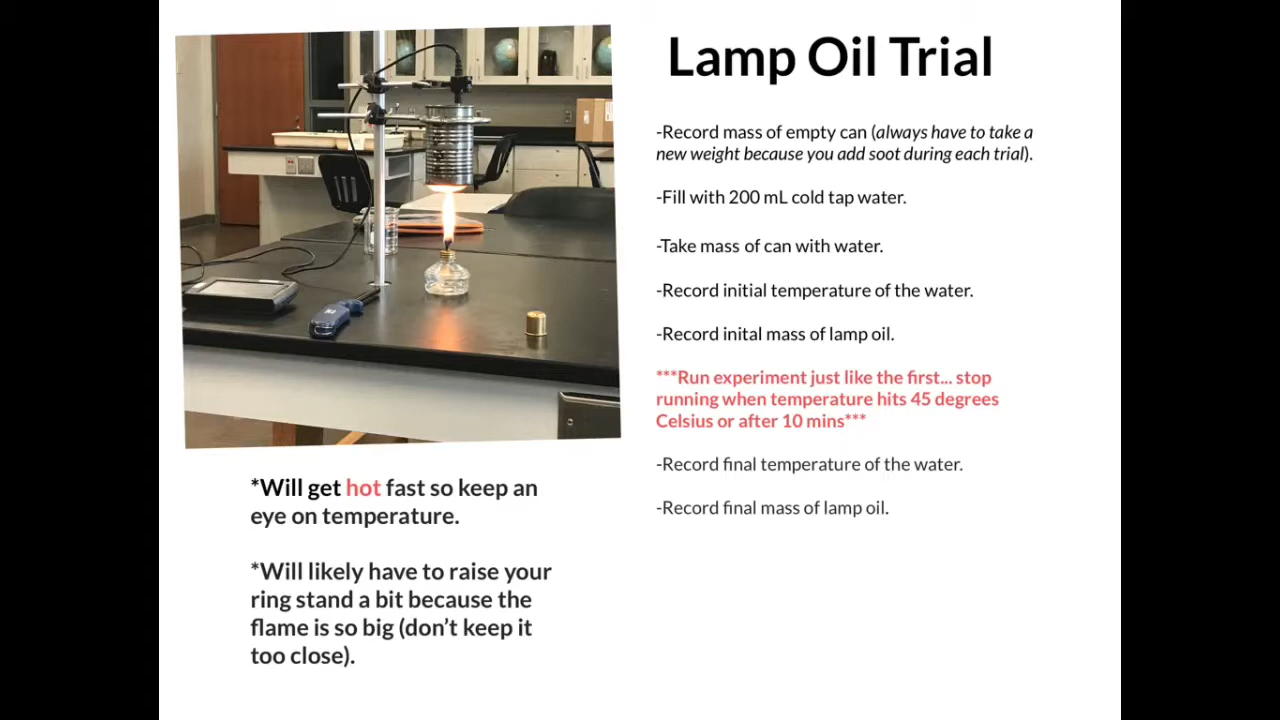 Lamp Oil Trial
-Record mass of empty can (always have to take a
new weight because you add soot during each trial).
-Fill with 200 mL cold tap water.
-Take mass of can with water.
-Record initial temperature of the water.
-Record inital mass of lamp oil.
***Run experiment just like the first... stop
running when temperature hits 45 degrees
Celsius or after 10 mins***
-Record final temperature of the water.
-Record final mass of lamp oil.
*Will get hot fast so keep an
eye on temperature.
*Will likely have to raise your
ring stand a bit because the
flame is so big (don’t keep it
too close).